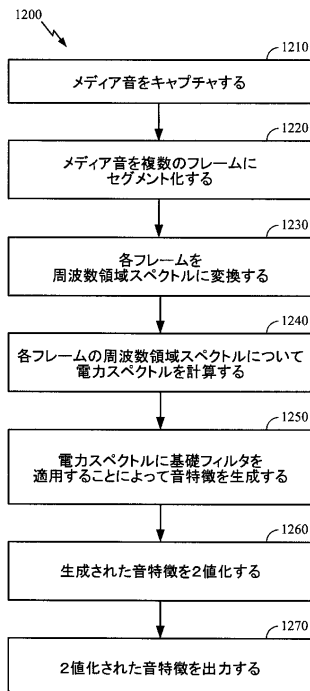 1200
1210
メディア音をキャプチャする
1220
メディア音を複数のフレームに
セグメント化する
1230
各フレームを
周波数領域スペクトルに変換する
1240
各フレームの周波数領域スペクトルについて
電力スペクトルを計算する
1250
電力スペクトルに基礎フィルタを
適用することによって音特徴を生成する
1260
生成された音特徴を2値化する
1270
2値化された音特徴を出力する